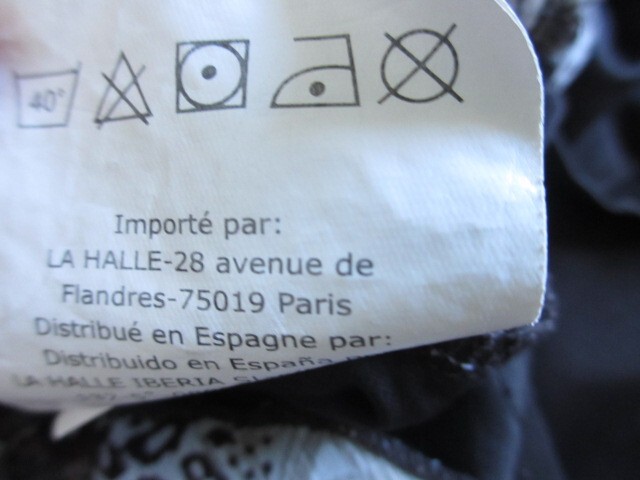 40°
Importé par:
LA HALLE-28 avenue de
Flandres-75019 Paris
Distribué en Espagne par:
Distribuido en España
LA HALLE IBERIA